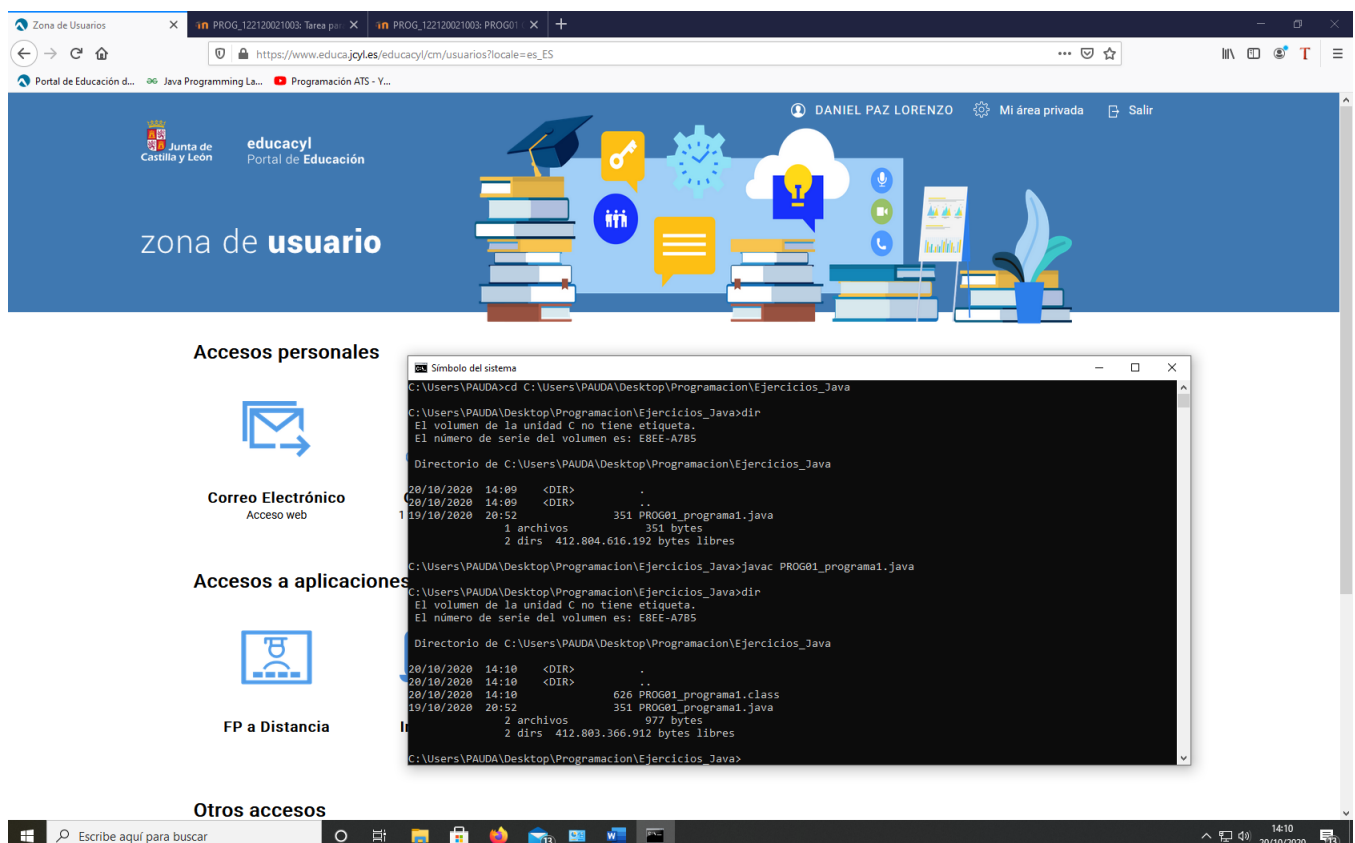 Zona de Usuarios
PROG_122120021003: Tarea par
PROG_122120021003: PROG01
https://www.educa.jcyl.es/educacyl/cm/usuarios?locale=es_ES
Portal de Educación d...
Java Programming La...
Programación ATS - Y...
DANIEL PAZ LORENZO
Mi área privada
Salir
Junta de
Castilla y León
educacyl
Portal de Educación
zona de usuario
Accesos personales
Correo Electrónico
Acceso web
Accesos a aplicaciones
FP a Distancia
Otros accesos
Símbolo del sistema
C:\Users\PAUDA>cd C:\Users\PAUDA\Desktop\Programacion\Ejercicios_Java
C:\Users\PAUDA\Desktop\Programacion\Ejercicios_Java>dir
El volumen de la unidad C no tiene etiqueta.
El número de serie del volumen es: E8EE-A7B5
Directorio de C:\Users\PAUDA\Desktop\Programacion\Ejercicios_Java
20/10/2020 14:09 <DIR> .
20/10/2020 14:09 <DIR> ..
19/10/2020 20:52 351 PROG01_programa1.java
1 archivos 351 bytes
2 dirs 412.804.616.192 bytes libres
C:\Users\PAUDA\Desktop\Programacion\Ejercicios_Java>javac PROG01_programa1.java
C:\Users\PAUDA\Desktop\Programacion\Ejercicios_Java>dir
El volumen de la unidad C no tiene etiqueta.
El número de serie del volumen es: E8EE-A7B5
Directorio de C:\Users\PAUDA\Desktop\Programacion\Ejercicios_Java
20/10/2020 14:10 <DIR> .
20/10/2020 14:10 <DIR> ..
20/10/2020 14:10 626 PROG01_programa1.class
19/10/2020 20:52 351 PROG01_programa1.java
2 archivos 977 bytes
2 dirs 412.803.366.912 bytes libres
C:\Users\PAUDA\Desktop\Programacion\Ejercicios_Java>
Escribe aquí para buscar
14:10
20/10/2020